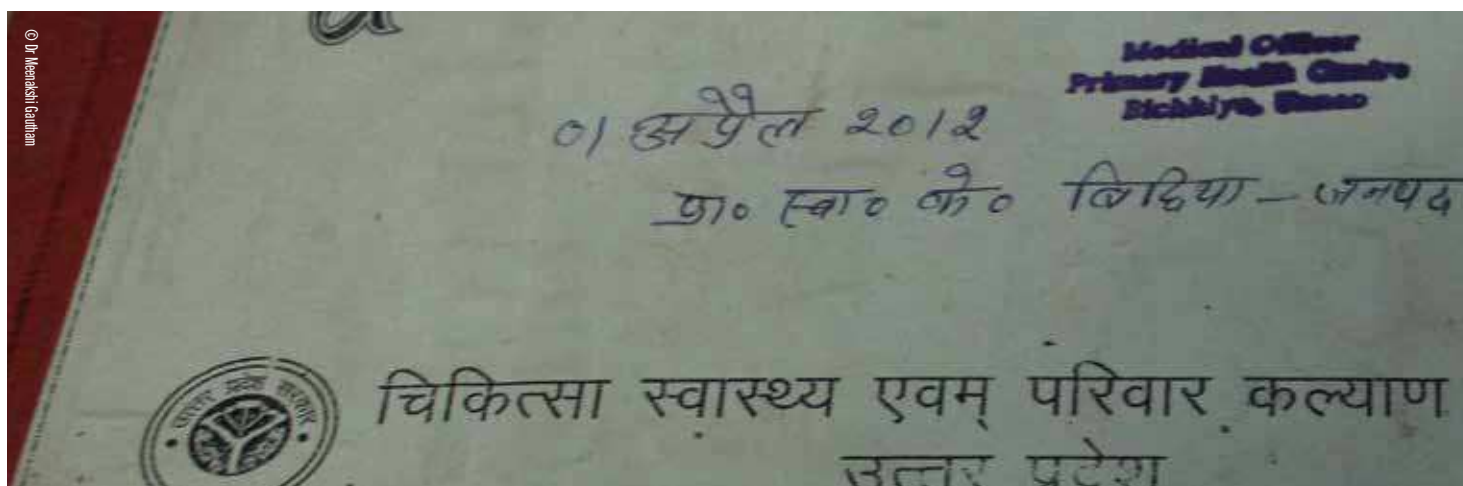 © Dr Meenakshi Gautham
Medical Officer
Primary Health Centre
Bichhiya, Unnao
01 अप्रैल 2012
प्रा० स्वा० के० बिछिया - जनपद
चिकित्सा स्वास्थ्य एवम् परिवार कल्याण
उत्तर प्रदेश